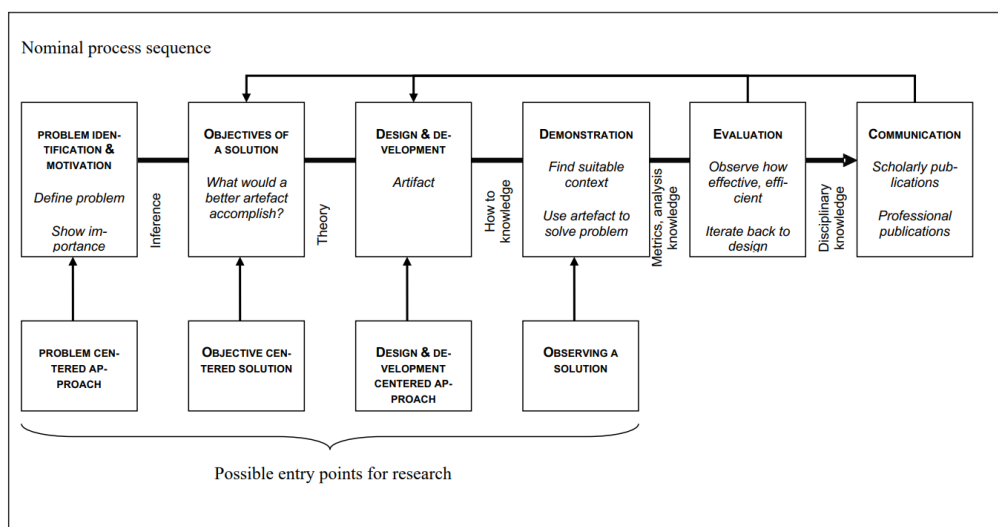 Nominal process sequence
PROBLEM IDEN-
TIFICATION &
MOTIVATION
Define problem
Show im-
portance
Inference
OBJECTIVES OF
A SOLUTION
What would a
better artefact
accomplish?
Theory
DESIGN & DE-
VELOPMENT
Artifact
How to
knowledge
DEMONSTRATION
Find suitable
context
Use artefact to
solve problem
Metrics, analysis
knowledge
EVALUATION
Observe how
effective, effi-
cient
Iterate back to
design
Disciplinary
knowledge
COMMUNICATION
Scholarly pub-
lications
Professional
publications
PROBLEM CEN-
TERED AP-
PROACH
OBJECTIVE CEN-
TERED SOLUTION
DESIGN & DE-
VELOPMENT
CENTERED AP-
PROACH
OBSERVING A
SOLUTION
Possible entry points for research